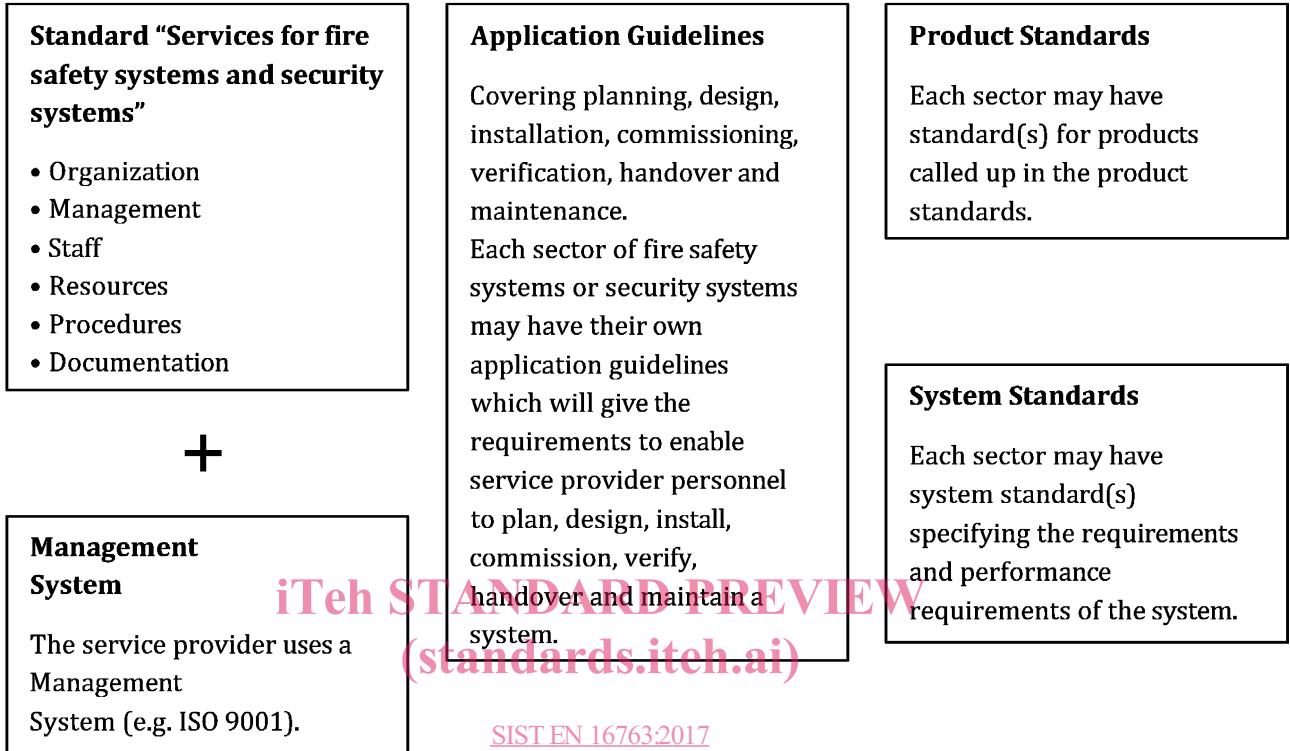 Standard “Services for fire
safety systems and security
systems”
• Organization
• Management
• Staff
• Resources
• Procedures
• Documentation
+
Management
System
The service provider uses a
Management
System (e.g. ISO 9001).
Application Guidelines
Covering planning, design,
installation, commissioning,
verification, handover and
maintenance.
Each sector of fire safety
systems or security systems
may have their own
application guidelines
which will give the
requirements to enable
service provider personnel
to plan, design, install,
commission, verify,
handover and maintain a
system.
Product Standards
Each sector may have
standard(s) for products
called up in the product
standards.
System Standards
Each sector may have
system standard(s)
specifying the requirements
and performance
requirements of the system.
iTeh STANDARD PREVIEW
(standards.iteh.ai)
SIST EN 16763:2017